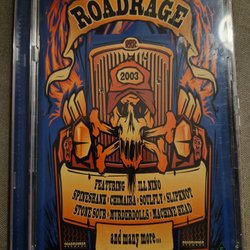 ROADRAGE
2003
FEATURING ILL NIÑO
SPINESHANK · CHIMAIRA · SOULFLY · SLIPKNOT
STONE SOUR · MURDERDOLLS · MACHINE HEAD
and many more...